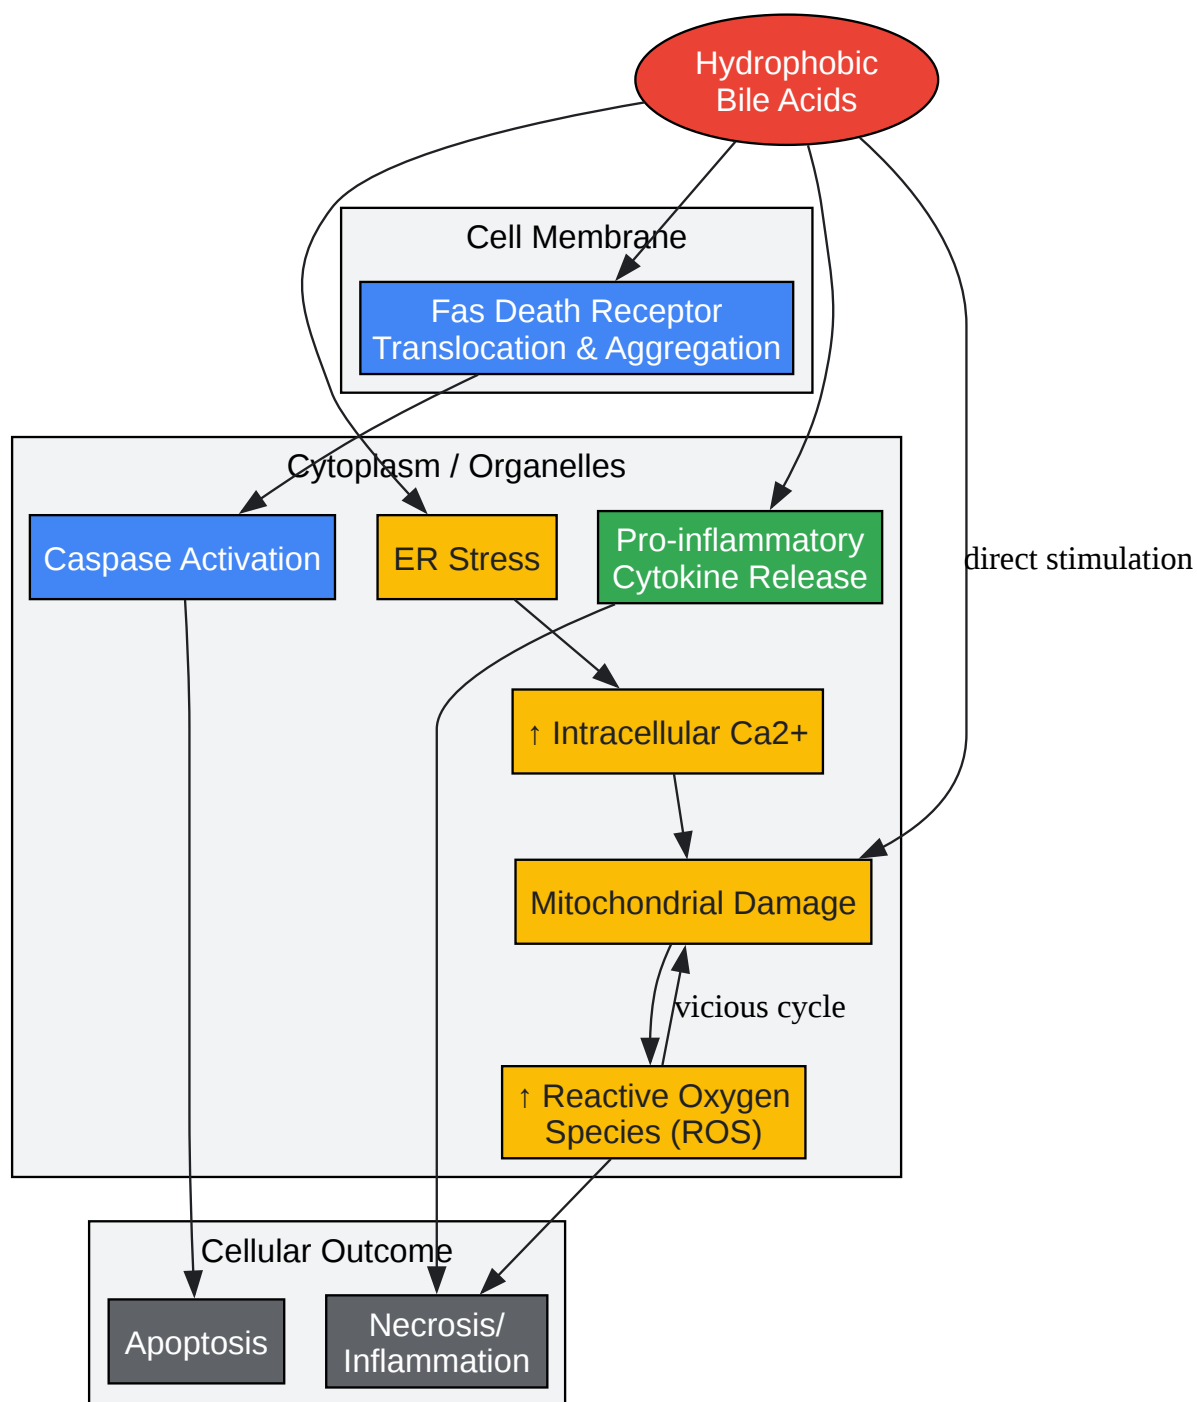 Hydrophobic
Bile Acids
Cell Membrane
Fas Death Receptor
Translocation & Aggregation
Cytoplasm / Organelles
Caspase Activation
ER Stress
Pro-inflammatory
Cytokine Release
direct stimulation
↑ Intracellular Ca2+
Mitochondrial Damage
vicious cycle
↑ Reactive Oxygen
Species (ROS)
Cellular Outcome
Apoptosis
Necrosis/
Inflammation